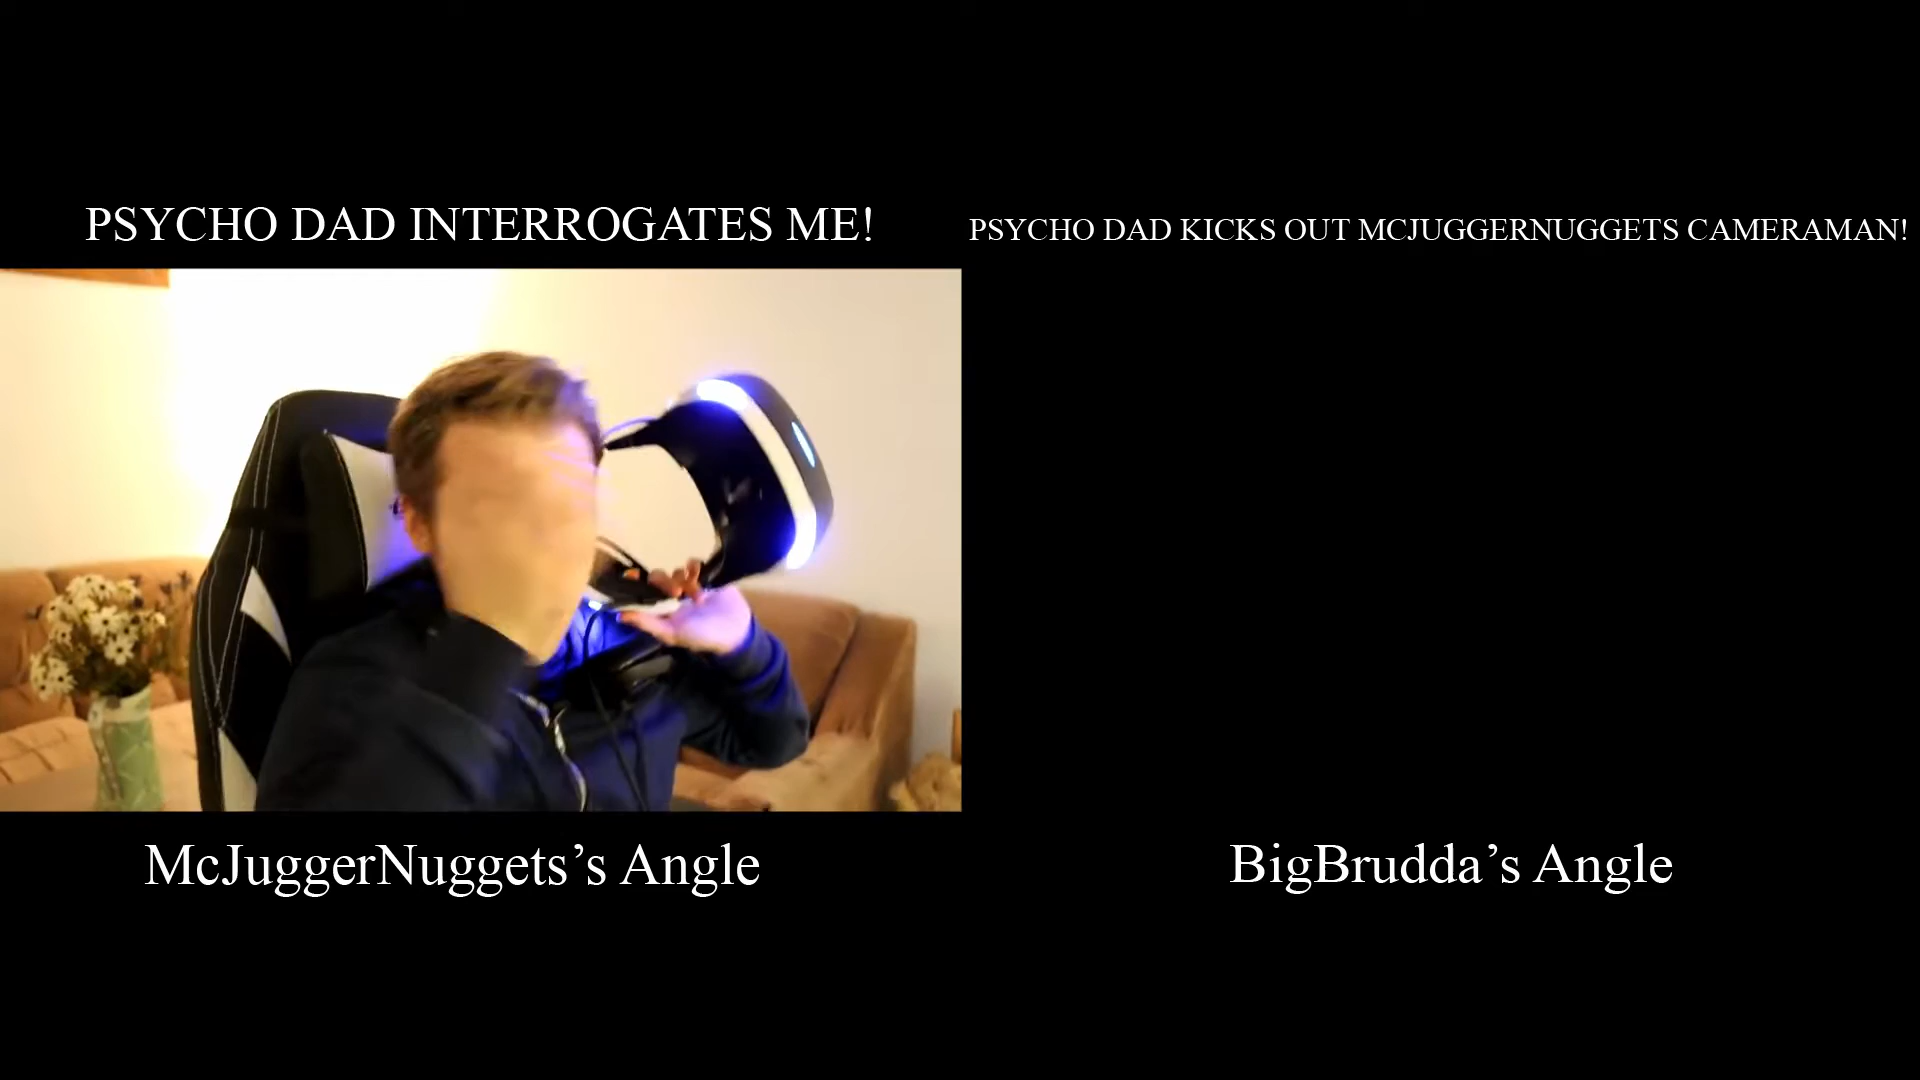 PSYCHO DAD INTERROGATES ME!
PSYCHO DAD KICKS OUT MCJUGGERNUGGETS CAMERAMAN!
McJuggerNuggets’s Angle
BigBrudda’s Angle